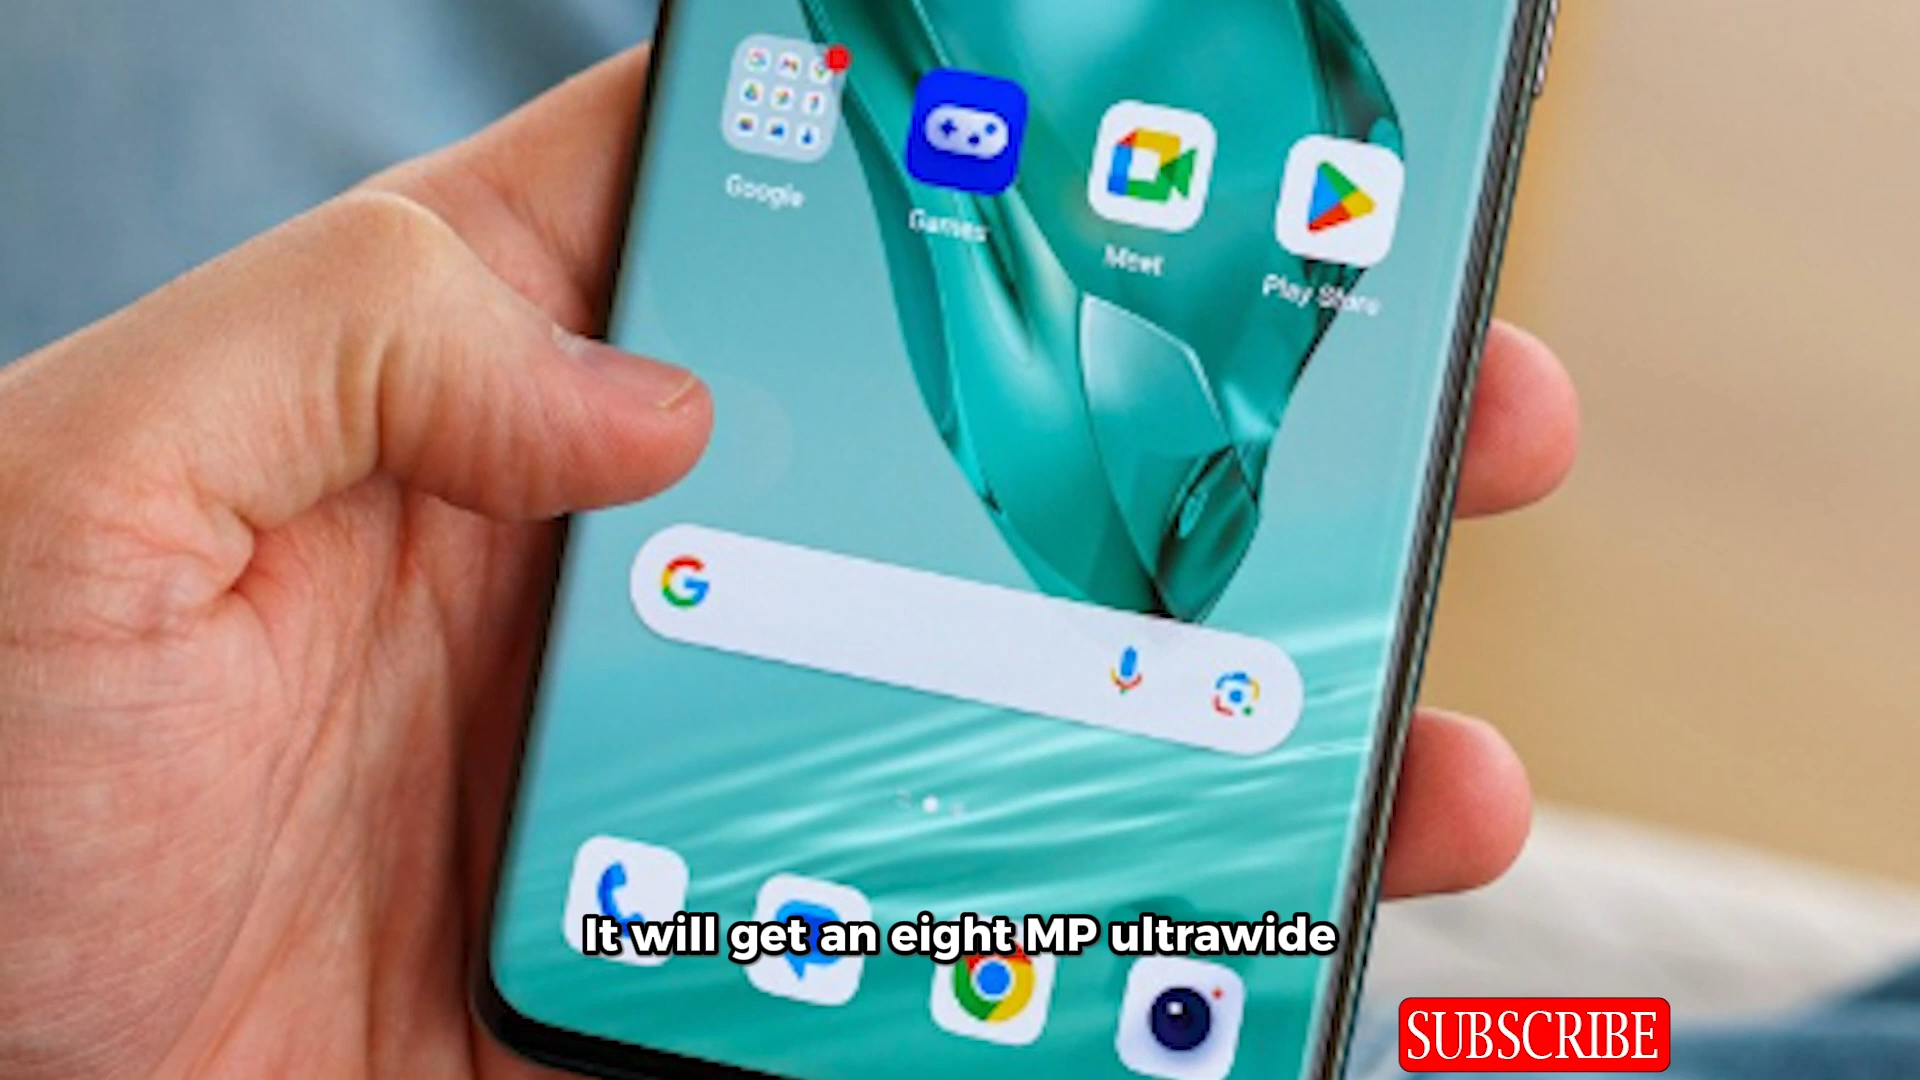 Google
Games
Meet
Play Store
G
It will get an eight MP ultrawide
SUBSCRIBE